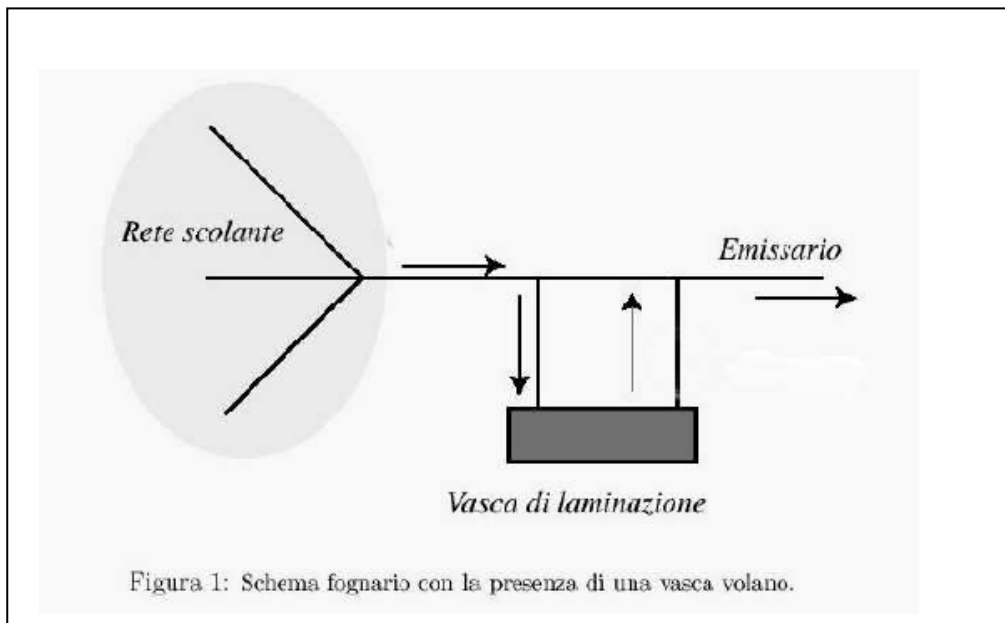 Rete scolante
Emissario
Vasca di laminazione
Figura 1: Schema fognario con la presenza di una vasca volano.